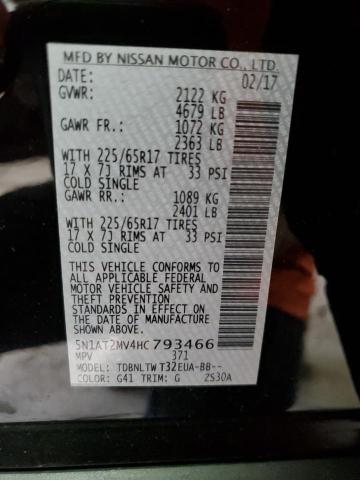 MFD BY NISSAN MOTOR CO., LTD.
DATE: 02/17
GVWR: 2122 KG
4679 LB
GAWR FR.: 1072 KG
2363 LB
WITH 225/65R17 TIRES
17 X 7J RIMS AT 33 PSI
COLD SINGLE
GAWR RR.: 1089 KG
2401 LB
WITH 225/65R17 TIRES
17 X 7J RIMS AT 33 PSI
COLD SINGLE
THIS VEHICLE CONFORMS TO
ALL APPLICABLE FEDERAL
MOTOR VEHICLE SAFETY
AND THEFT PREVENTION
STANDARDS IN EFFECT ON
THE DATE OF MANUFACTURE
SHOWN ABOVE.
5N1AT2MV4HC793466
MPV 371
MODEL: TDBNLTW T32EUA-BB--
COLOR: G41 TRIM: G 2S30A